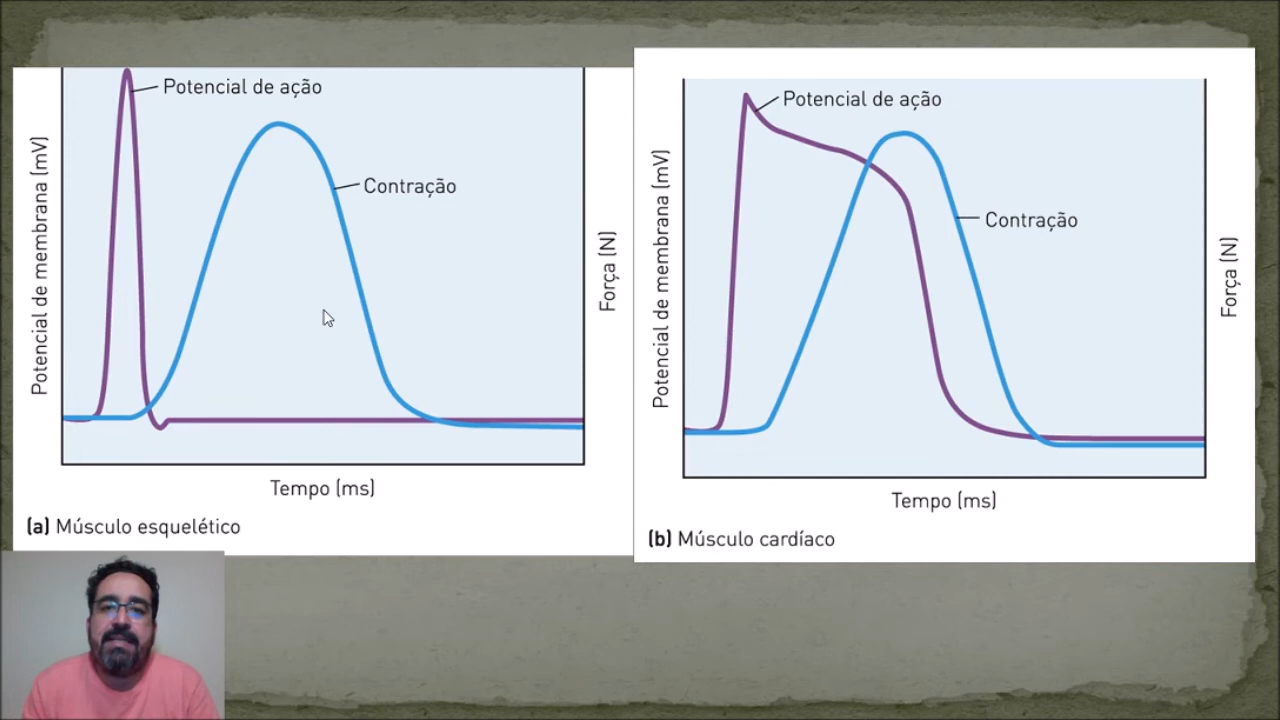 Potencial de ação
Contração
Potencial de membrana (mV)
Força (N)
Tempo (ms)
(a) Músculo esquelético
Potencial de ação
Contração
Potencial de membrana (mV)
Força (N)
Tempo (ms)
(b) Músculo cardíaco